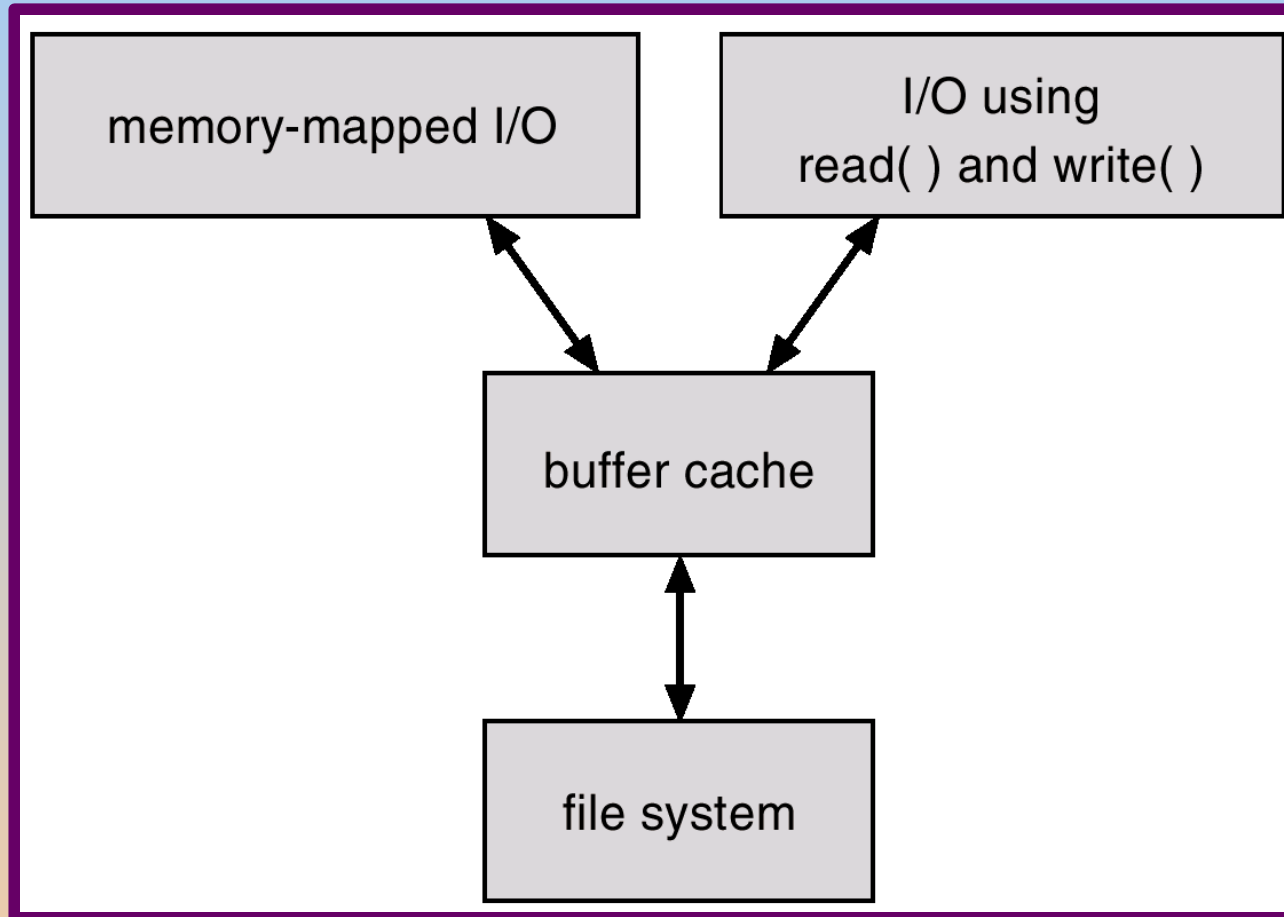 memory-mapped I/O
I/O using
read( ) and write( )
buffer cache
file system